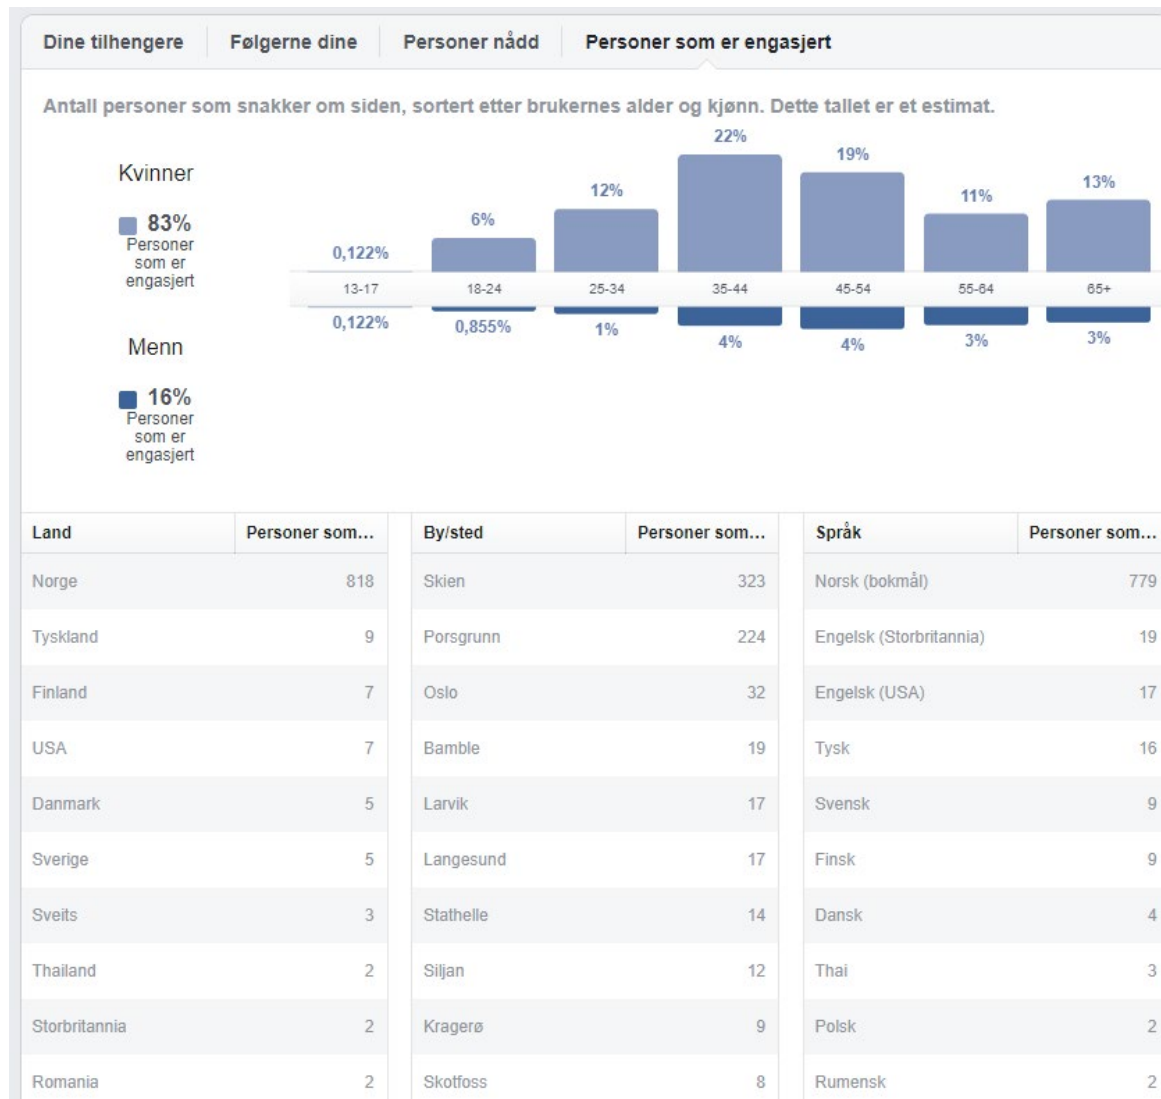 Dine tilhengere Følgerne dine Personer nådd Personer som er engasjert
Antall personer som snakker om siden, sortert etter brukernes alder og kjønn. Dette tallet er et estimat.
Kvinner
83%
Personer
som er
engasjert
0,122% 6% 12% 22% 19% 11% 13%
13-17 18-24 25-34 35-44 45-54 55-64 65+
0,122% 0,855% 1% 4% 4% 3% 3%
Menn
16%
Personer
som er
engasjert
Land Personer som... By/sted Personer som... Språk Personer som...
Norge 818 Skien 323 Norsk (bokmål) 779
Tyskland 9 Porsgrunn 224 Engelsk (Storbritannia) 19
Finland 7 Oslo 32 Engelsk (USA) 17
USA 7 Bamble 19 Tysk 16
Danmark 5 Larvik 17 Svensk 9
Sverige 5 Langesund 17 Finsk 9
Sveits 3 Stathelle 14 Dansk 4
Thailand 2 Siljan 12 Thai 3
Storbritannia 2 Kragerø 9 Polsk 2
Romania 2 Skotfoss 8 Rumensk 2